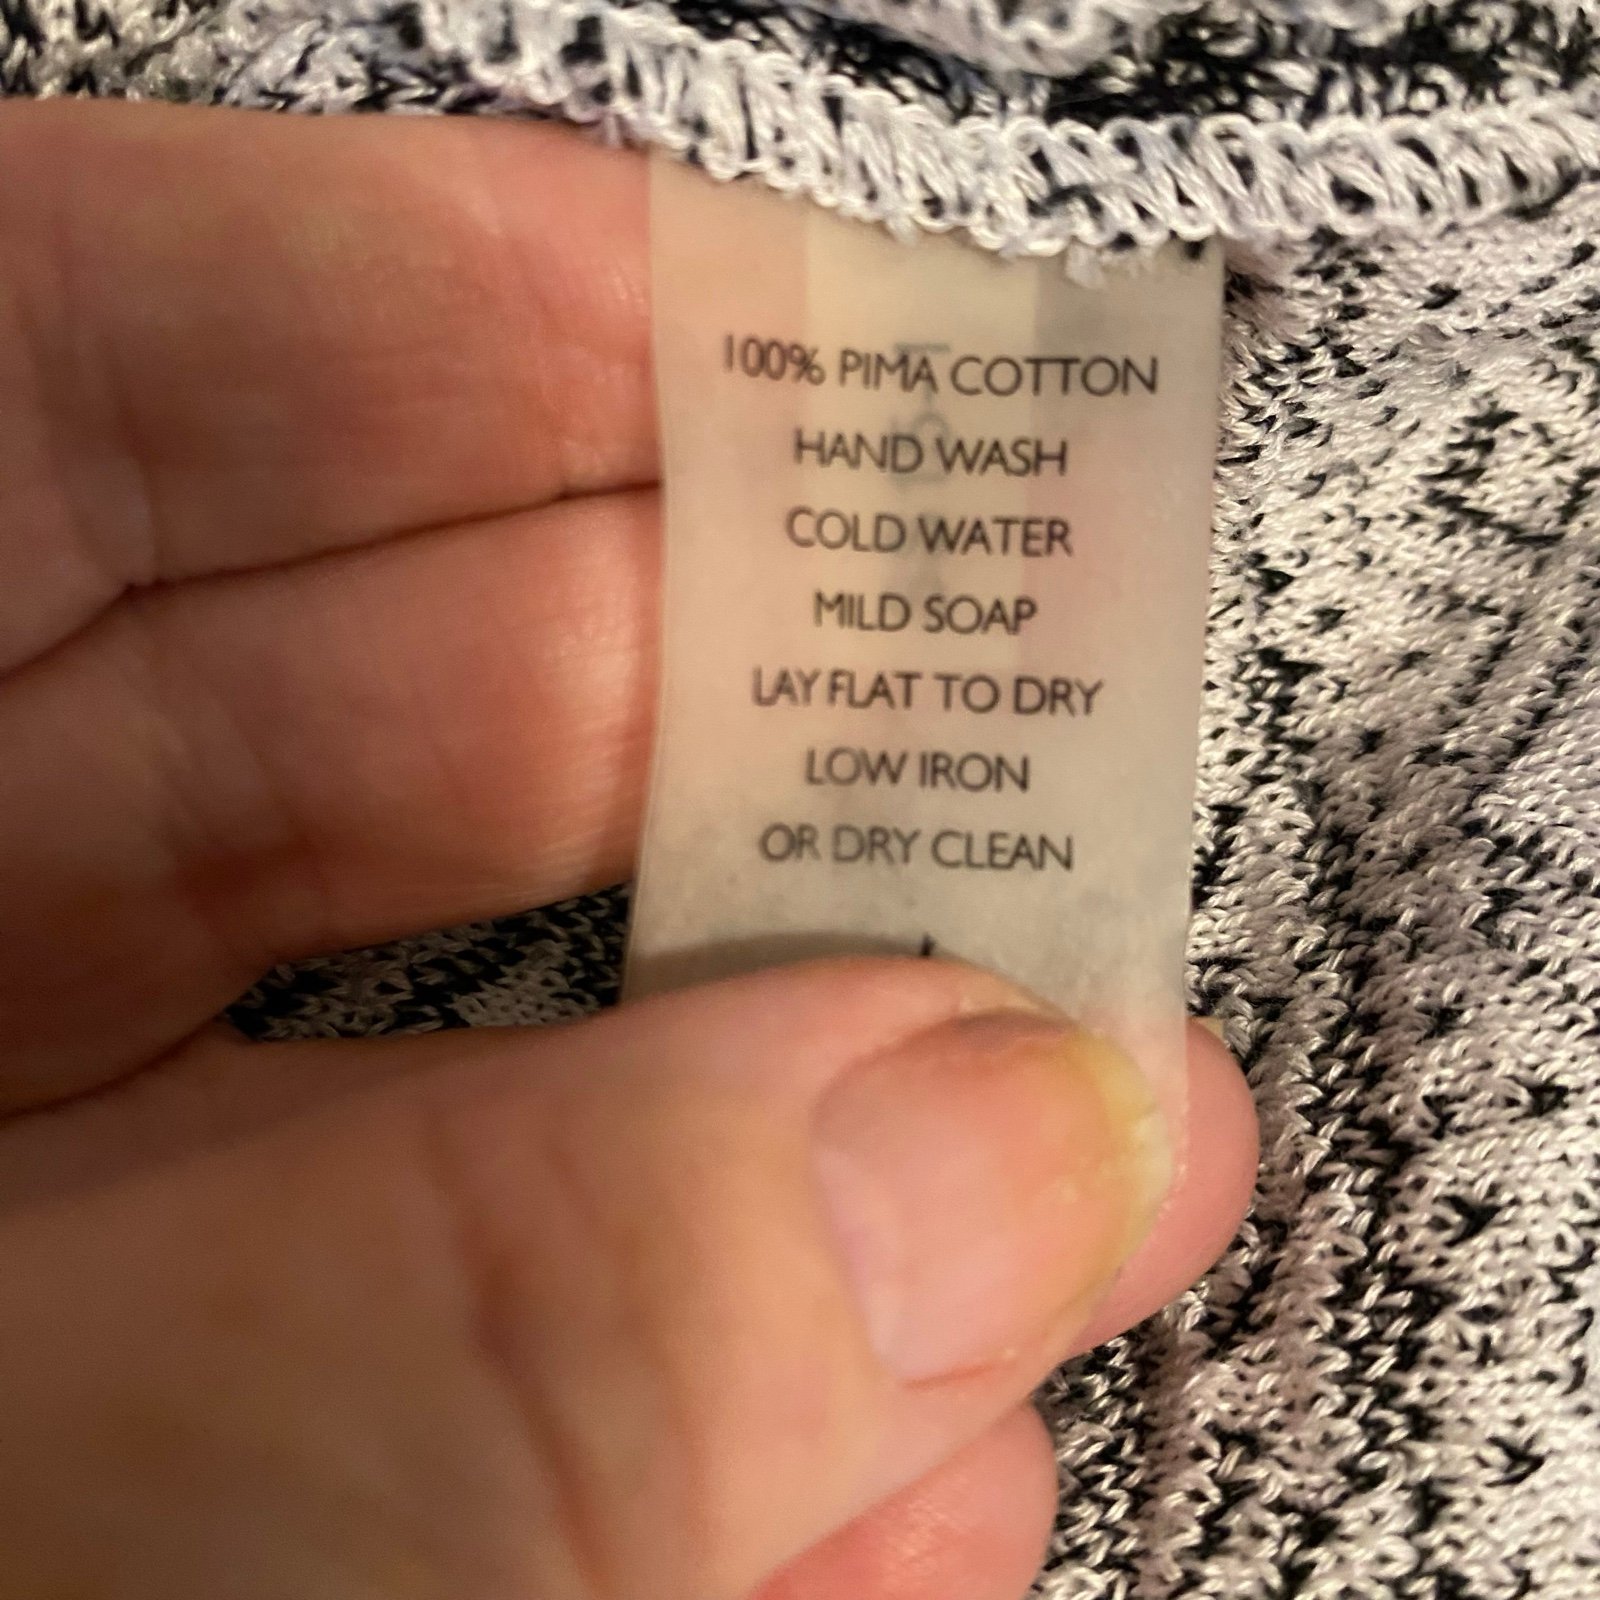 100% PIMA COTTON
HAND WASH
COLD WATER
MILD SOAP
LAY FLAT TO DRY
LOW IRON
OR DRY CLEAN